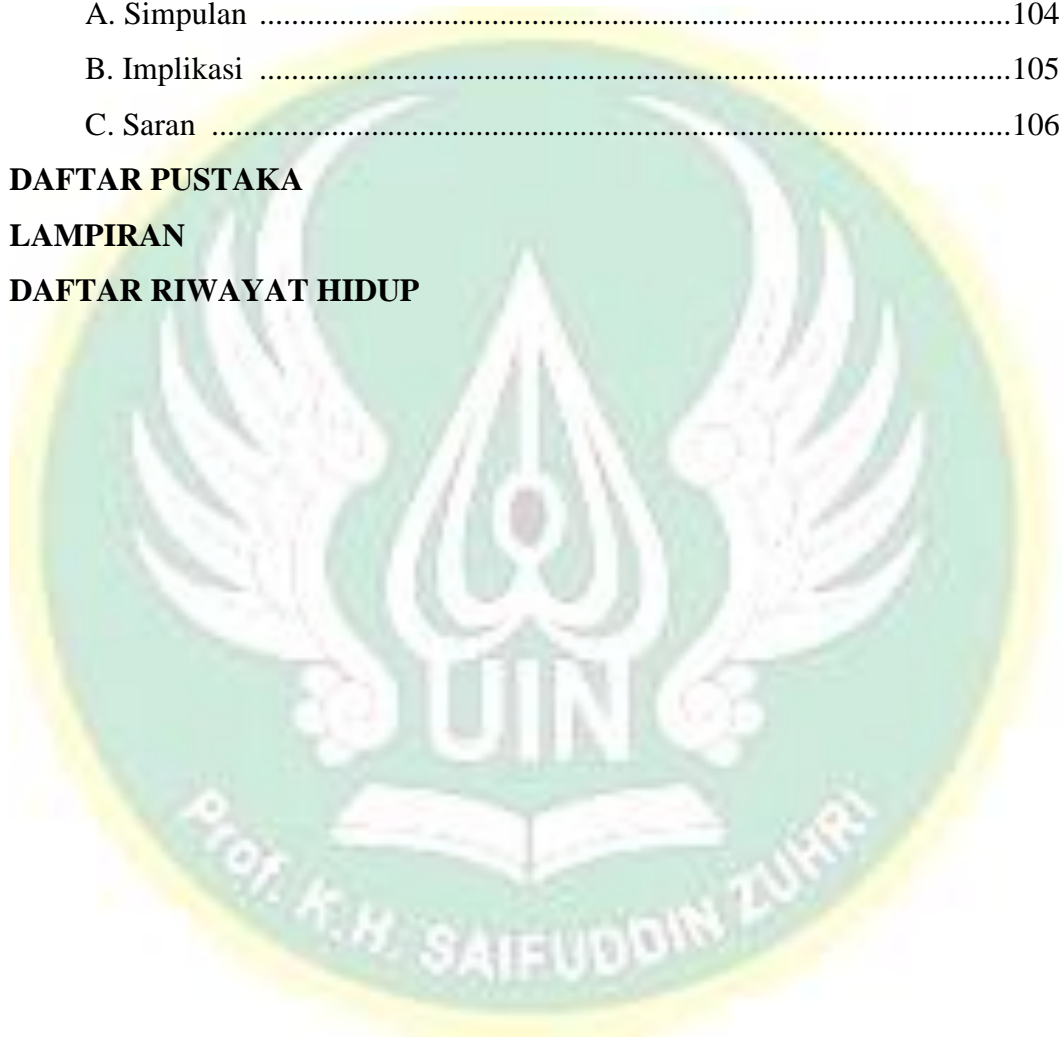 A. Simpulan ............................................................................................104
B. Implikasi ............................................................................................105
C. Saran ..................................................................................................106
DAFTAR PUSTAKA
LAMPIRAN
DAFTAR RIWAYAT HIDUP
UIN
Prof. K.H. SAIFUDDIN ZUHRI